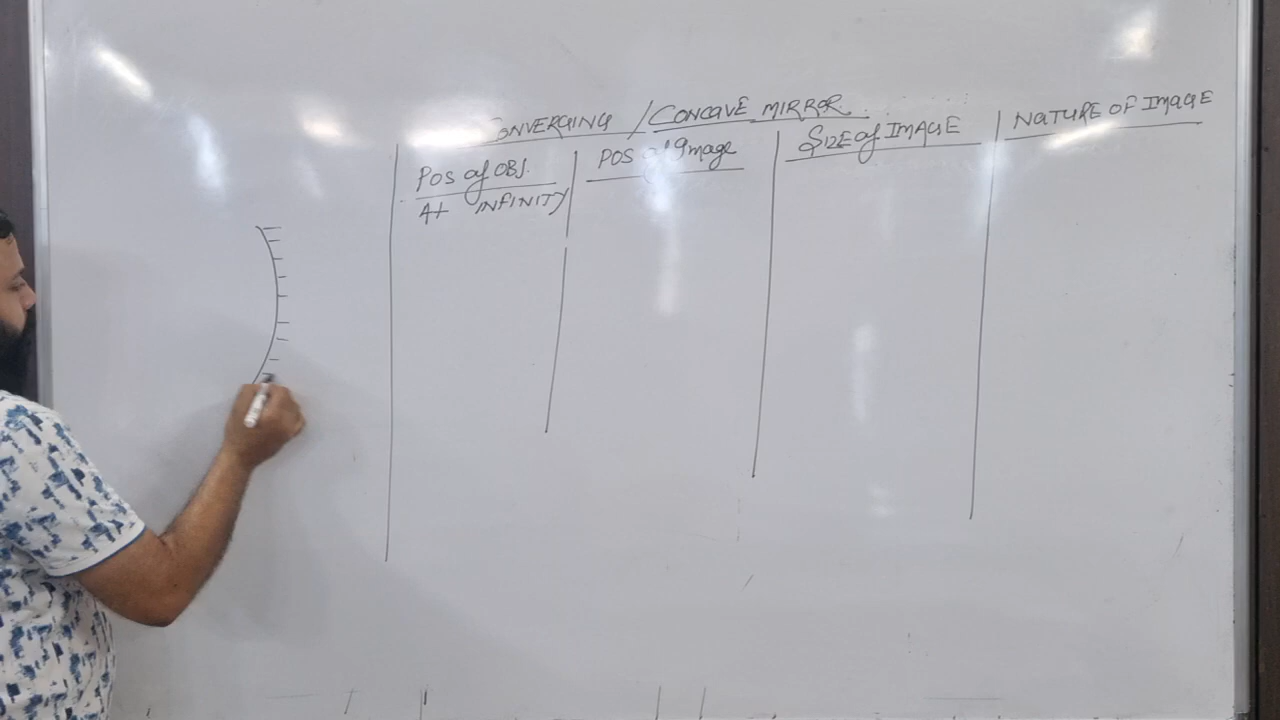 CONVERGING / CONCAVE MIRROR
POS of OBJ. POS of Image SIZE of IMAGE NATURE OF IMAGE
At INFINITY